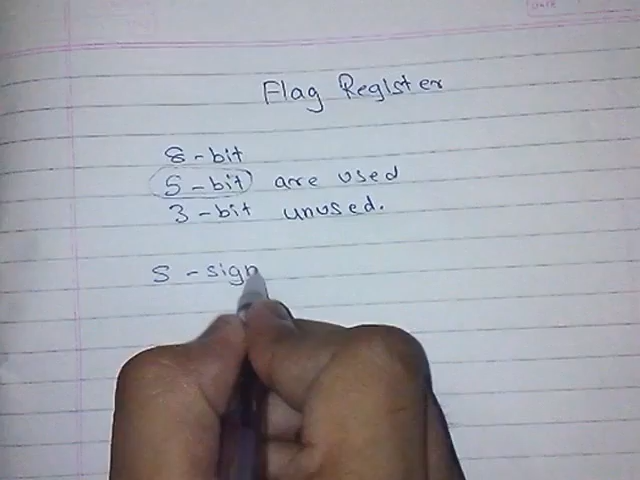 Flag Register
8-bit
5-bit are used
3-bit unused.
S - sign